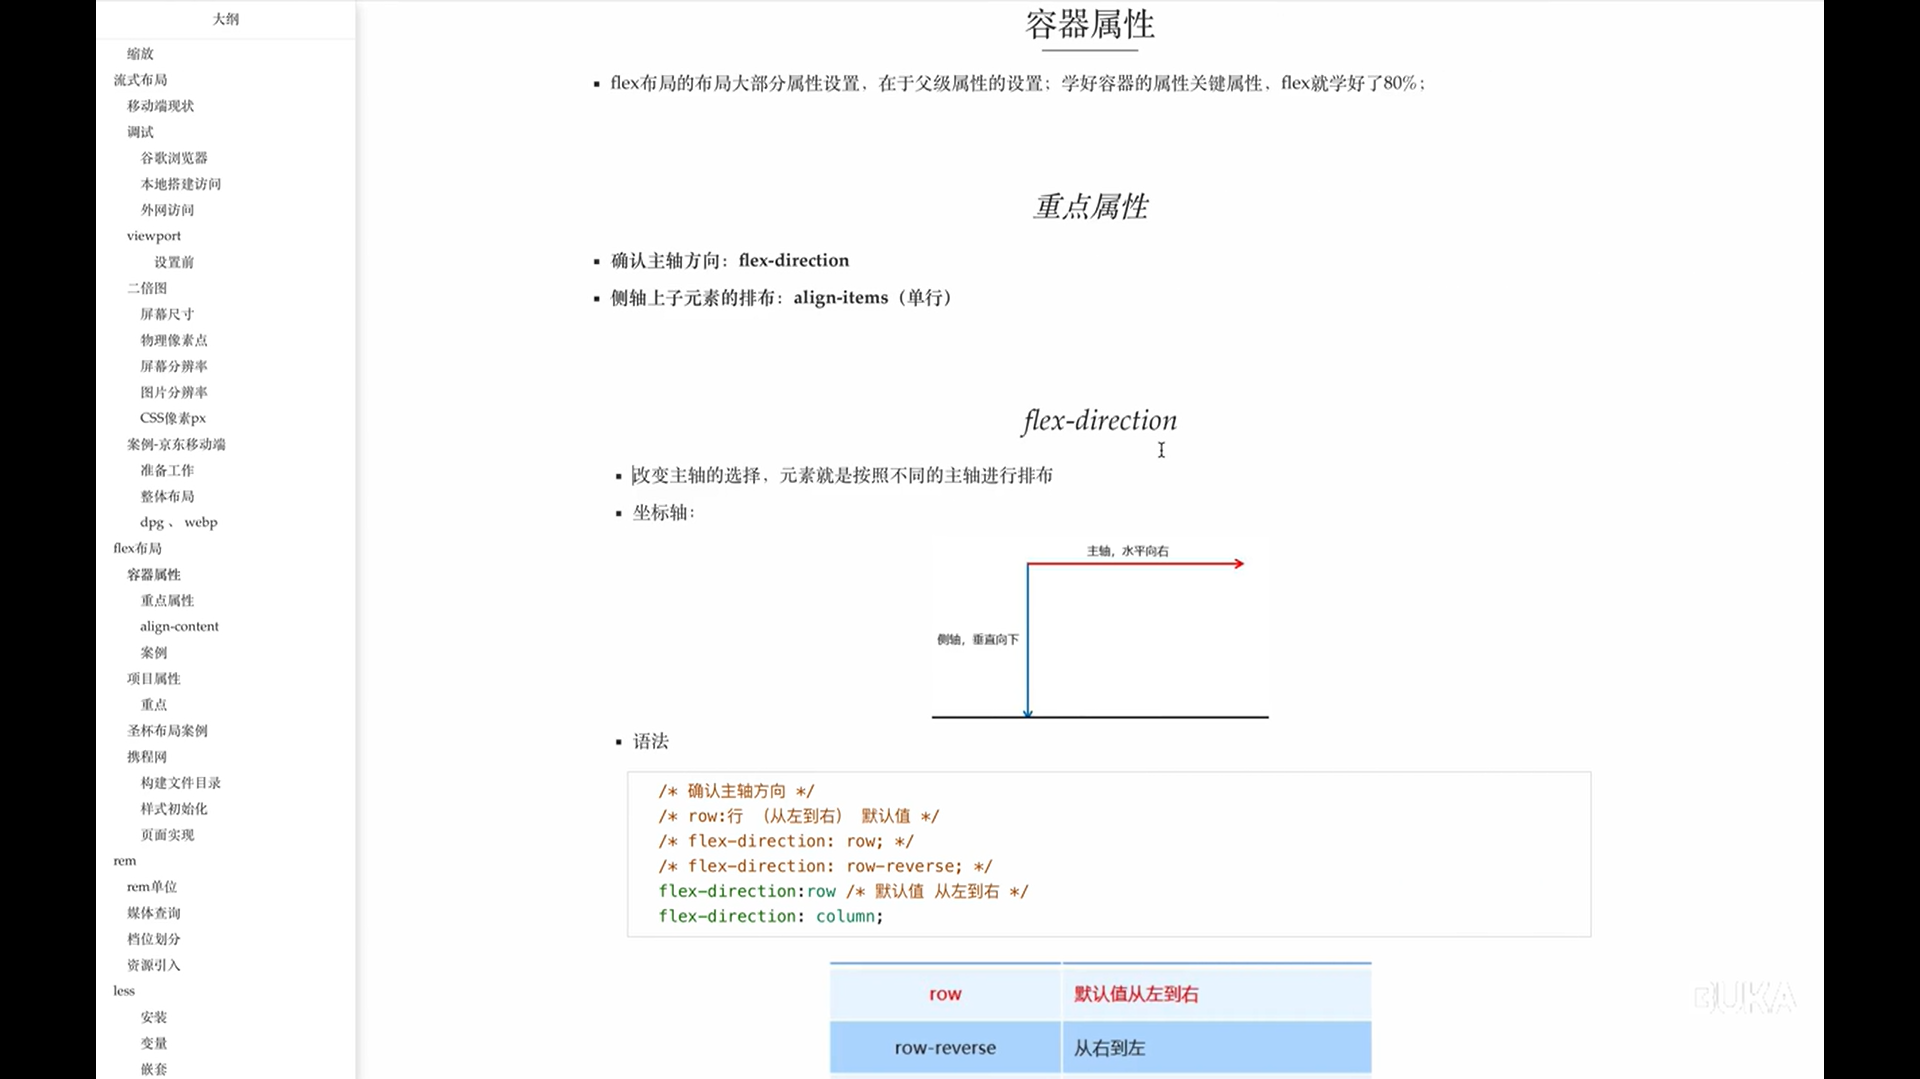 大纲
缩放
流式布局
移动端现状
调试
谷歌浏览器
本地搭建访问
外网访问
viewport
设置前
二倍图
屏幕尺寸
物理像素点
屏幕分辨率
图片分辨率
CSS像素px
案例-京东移动端
准备工作
整体布局
dpg 、 webp
flex布局
容器属性
重点属性
align-content
案例
项目属性
重点
圣杯布局案例
携程网
构建文件目录
样式初始化
页面实现
rem
rem单位
媒体查询
档位划分
资源引入
less
安装
变量
嵌套
容器属性
flex布局的布局大部分属性设置，在于父级属性的设置；学好容器的属性关键属性，flex就学好了80%；
重点属性
确认主轴方向：flex-direction
侧轴上子元素的排布：align-items（单行）
flex-direction
改变主轴的选择，元素就是按照不同的主轴进行排布
坐标轴：
主轴，水平向右
侧轴，垂直向下
语法
/* 确认主轴方向 */
/* row:行 （从左到右） 默认值 */
/* flex-direction: row; */
/* flex-direction: row-reverse; */
flex-direction:row /* 默认值 从左到右 */
flex-direction: column;
row 默认值从左到右
row-reverse 从右到左
BUKA